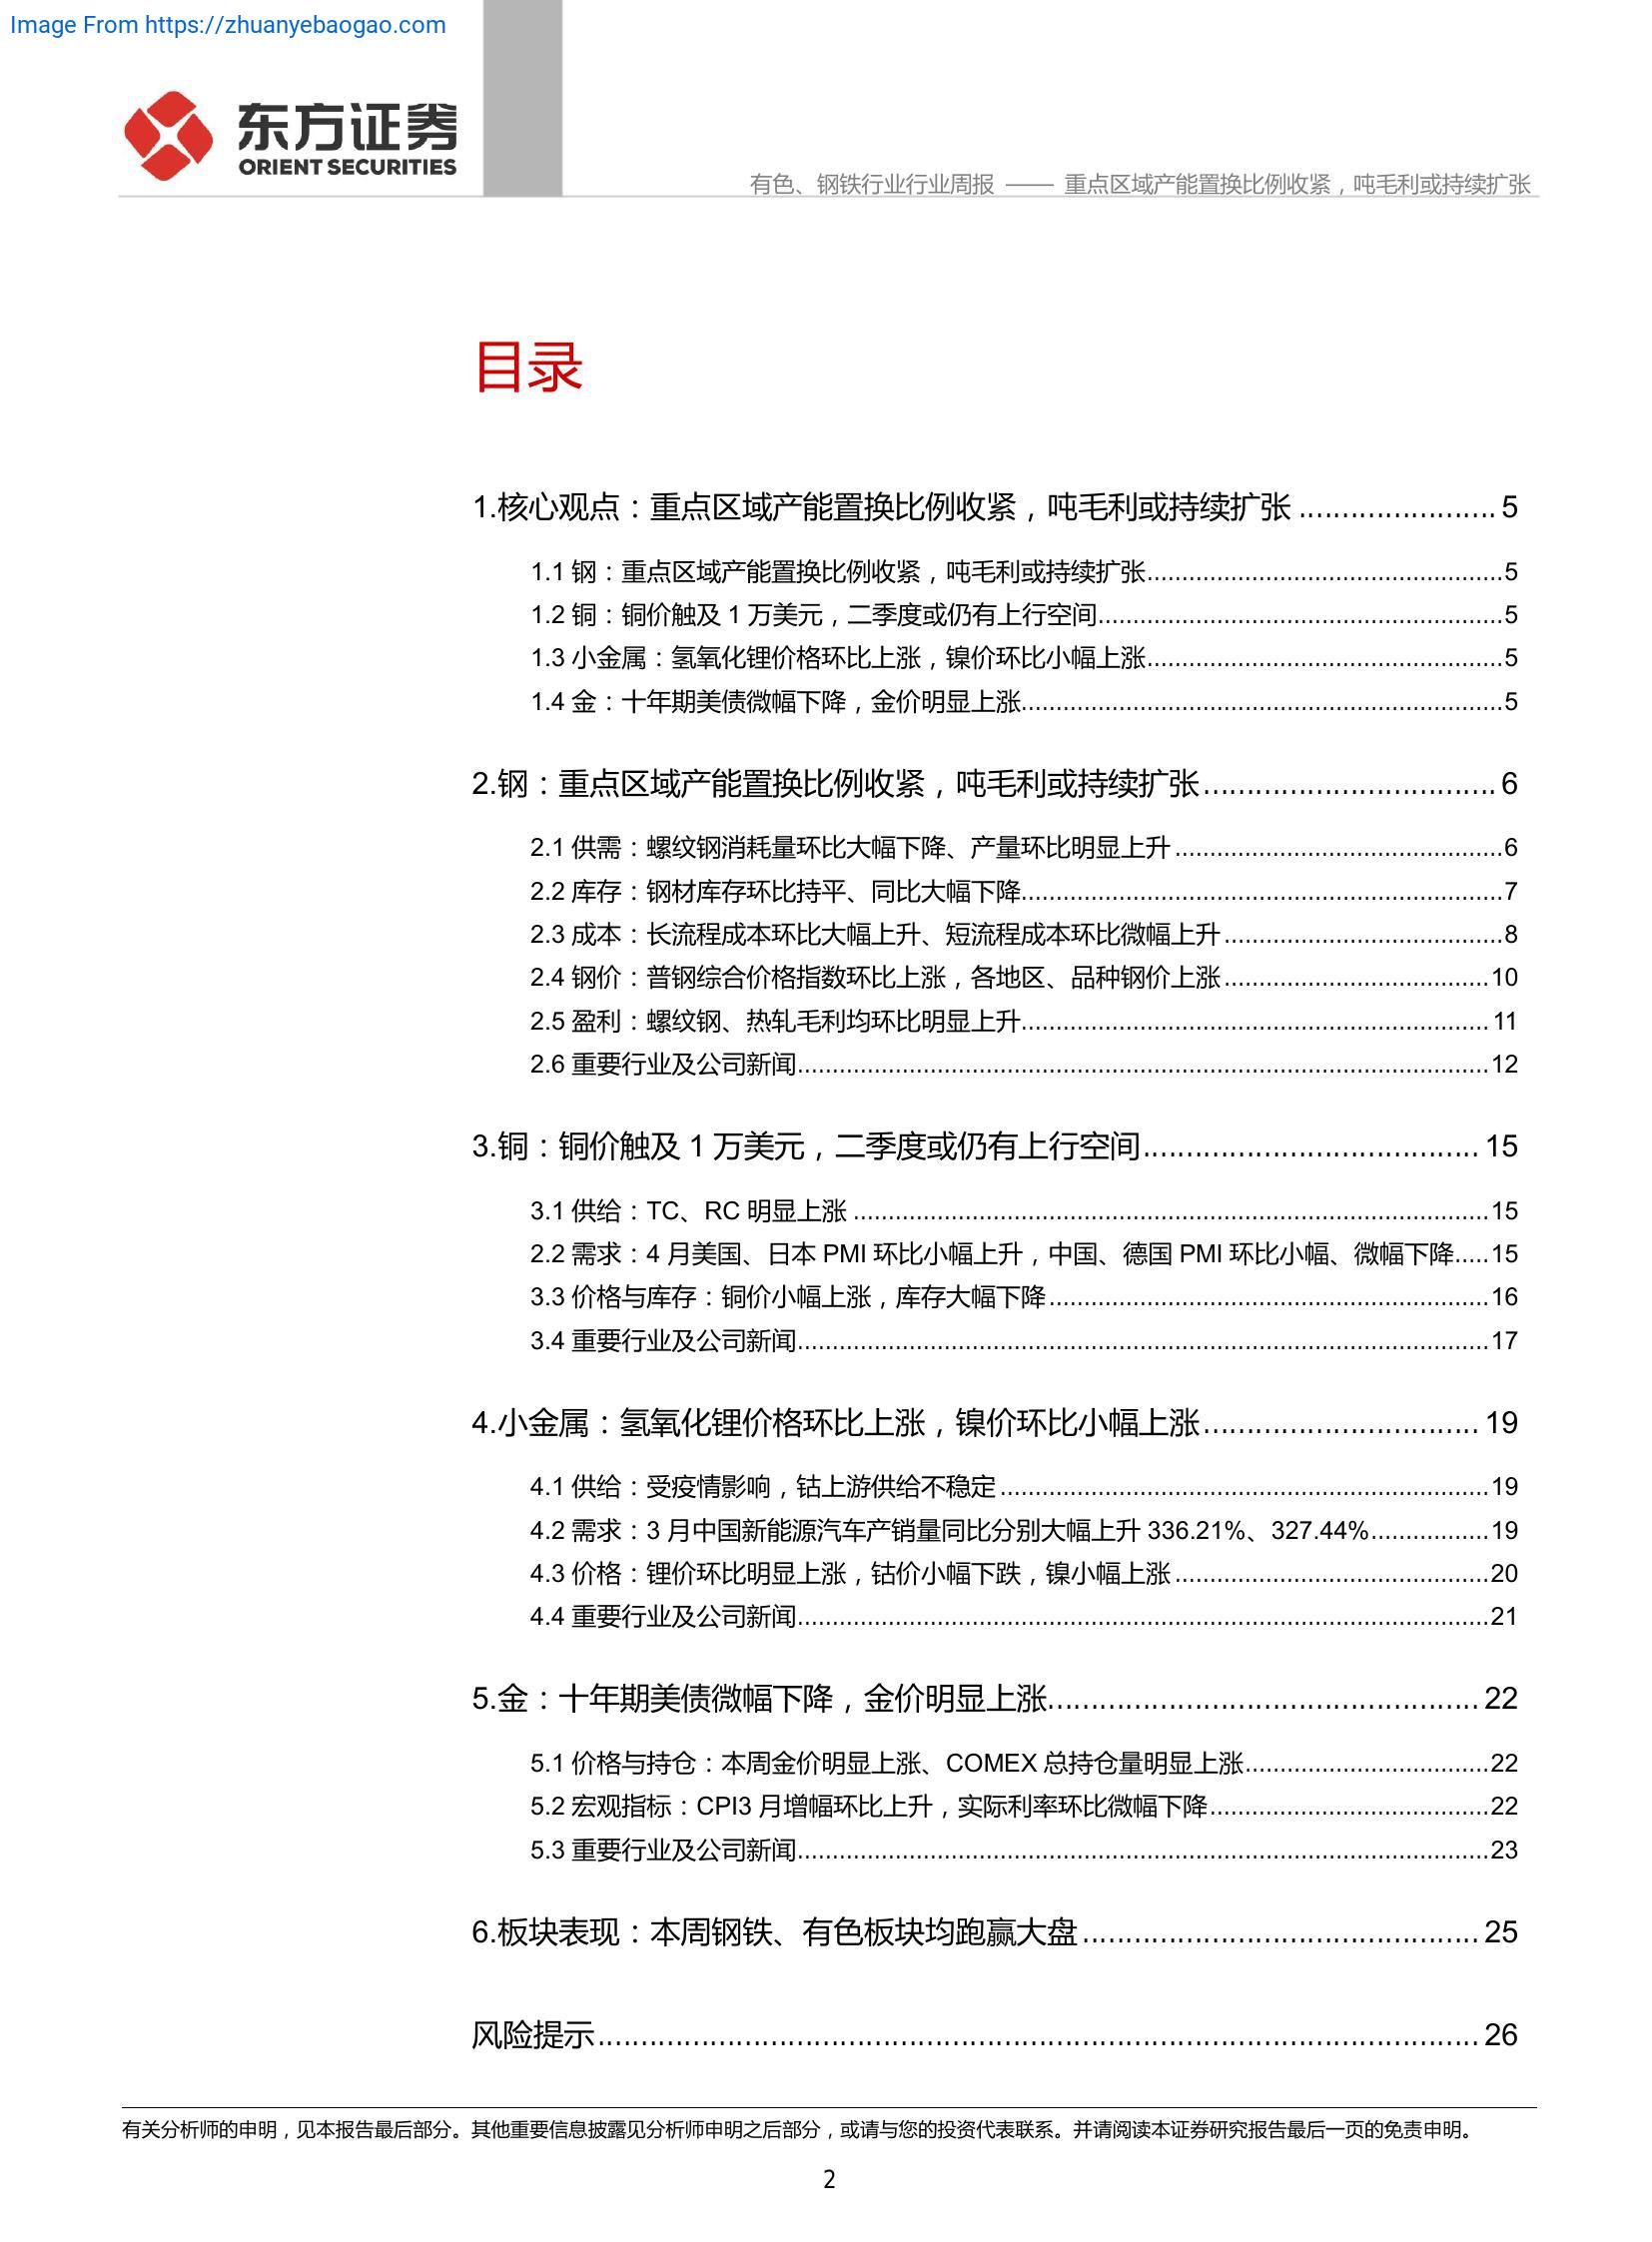 Image From https://zhuanyebaogao.com
东方证券
ORIENT SECURITIES
有色、钢铁行业行业周报 —— 重点区域产能置换比例收紧，吨毛利或持续扩张
目录
1.核心观点：重点区域产能置换比例收紧，吨毛利或持续扩张 ....................... 5
1.1 钢：重点区域产能置换比例收紧，吨毛利或持续扩张...................................................5
1.2 铜：铜价触及 1 万美元，二季度或仍有上行空间..........................................................5
1.3 小金属：氢氧化锂价格环比上涨，镍价环比小幅上涨...................................................5
1.4 金：十年期美债微幅下降，金价明显上涨.....................................................................5
2.钢：重点区域产能置换比例收紧，吨毛利或持续扩张.................................. 6
2.1 供需：螺纹钢消耗量环比大幅下降、产量环比明显上升...............................................6
2.2 库存：钢材库存环比持平、同比大幅下降.....................................................................7
2.3 成本：长流程成本环比大幅上升、短流程成本环比微幅上升........................................8
2.4 钢价：普钢综合价格指数环比上涨，各地区、品种钢价上涨......................................10
2.5 盈利：螺纹钢、热轧毛利均环比明显上升...................................................................11
2.6 重要行业及公司新闻...................................................................................................12
3.铜：铜价触及 1 万美元，二季度或仍有上行空间....................................... 15
3.1 供给：TC、RC 明显上涨 ...........................................................................................15
2.2 需求：4 月美国、日本 PMI 环比小幅上升，中国、德国 PMI 环比小幅、微幅下降.....15
3.3 价格与库存：铜价小幅上涨，库存大幅下降...............................................................16
3.4 重要行业及公司新闻...................................................................................................17
4.小金属：氢氧化锂价格环比上涨，镍价环比小幅上涨................................ 19
4.1 供给：受疫情影响，钴上游供给不稳定......................................................................19
4.2 需求：3 月中国新能源汽车产销量同比分别大幅上升 336.21%、327.44%.................19
4.3 价格：锂价环比明显上涨，钴价小幅下跌，镍小幅上涨.............................................20
4.4 重要行业及公司新闻...................................................................................................21
5.金：十年期美债微幅下降，金价明显上涨.................................................. 22
5.1 价格与持仓：本周金价明显上涨、COMEX 总持仓量明显上涨...................................22
5.2 宏观指标：CPI3 月增幅环比上升，实际利率环比微幅下降........................................22
5.3 重要行业及公司新闻...................................................................................................23
6.板块表现：本周钢铁、有色板块均跑赢大盘.............................................. 25
风险提示...................................................................................................... 26
有关分析师的申明，见本报告最后部分。其他重要信息披露见分析师申明之后部分，或请与您的投资代表联系。并请阅读本证券研究报告最后一页的免责申明。
2